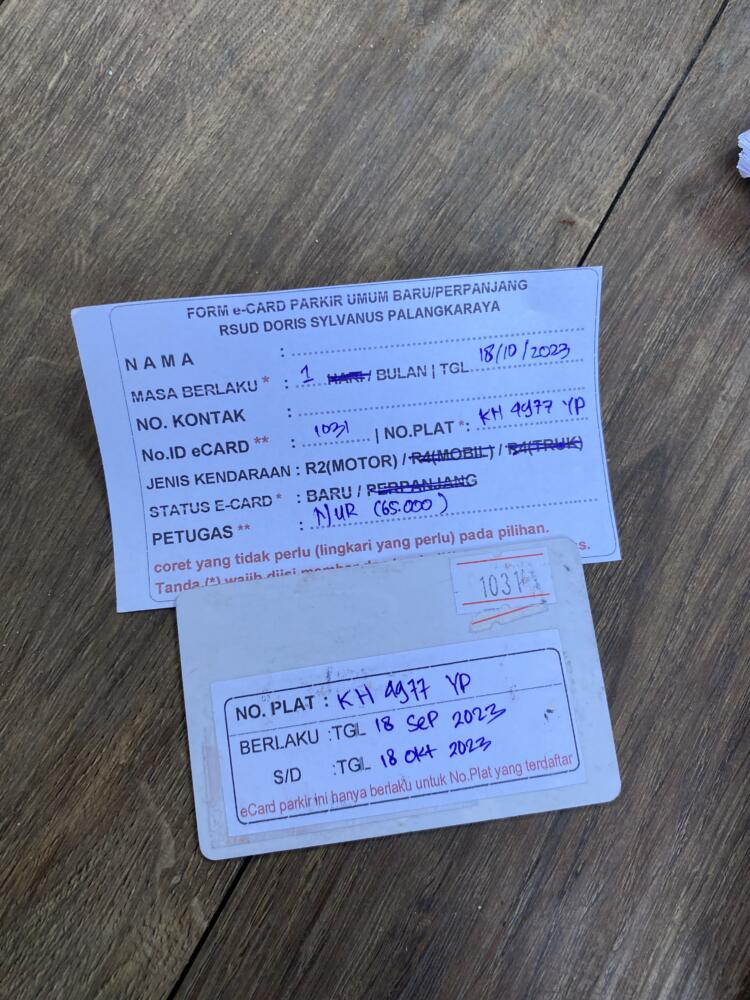 FORM e-CARD PARKIR UMUM BARU/PERPANJANG
RSUD DORIS SYLVANUS PALANGKARAYA
NAMA :
MASA BERLAKU * : 1 HARI / BULAN | TGL 18/10/2023
NO. KONTAK :
No.ID eCARD ** : 1031 | NO.PLAT *: KH 4977 YP
JENIS KENDARAAN : R2(MOTOR) / R4(MOBIL) / R4(TRUK)
STATUS E-CARD * : BARU / PERPANJANG
PETUGAS ** : NUR (65.000)
coret yang tidak perlu (lingkari yang perlu) pada pilihan.
Tanda (*) wajib diisi
1031
NO. PLAT : KH 4977 YP
BERLAKU :TGL 18 SEP 2023
S/D :TGL 18 OKT 2023
eCard parkir ini hanya berlaku untuk No.Plat yang terdaftar